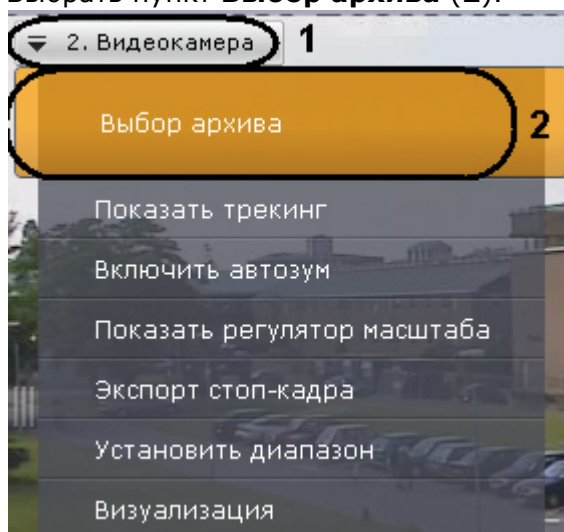 выбрать пункт Выбор архива (2).
2. Видеокамера 1
Выбор архива 2
Показать трекинг
Включить автозум
Показать регулятор масштаба
Экспорт стоп-кадра
Установить диапазон
Визуализация